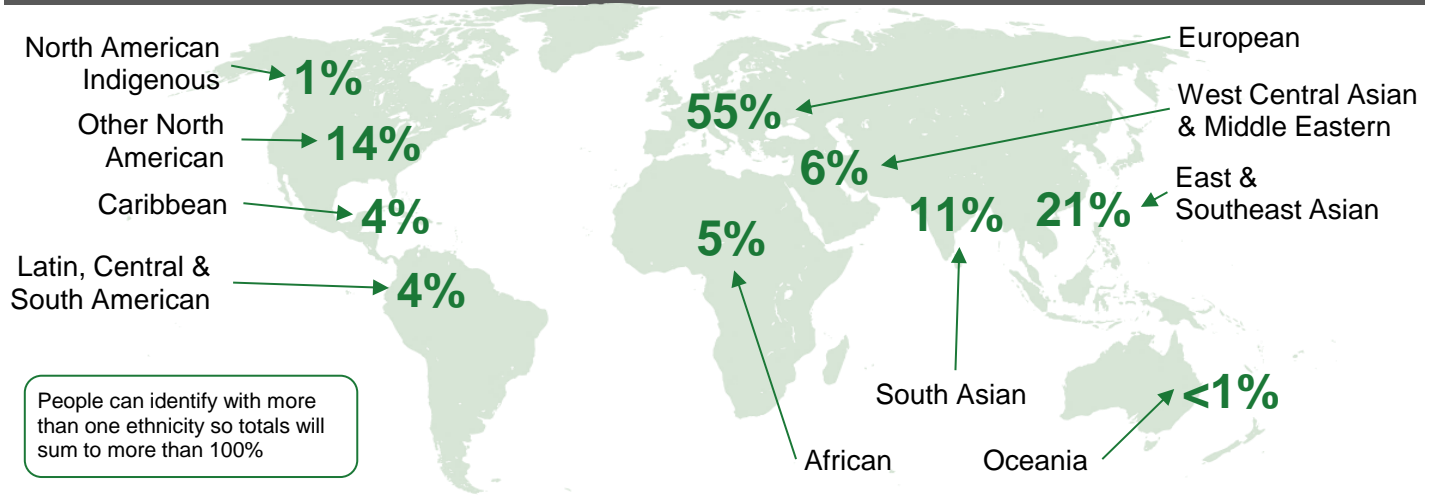 North American
Indigenous
1%
Other North
American
14%
Caribbean
4%
Latin, Central &
South American
4%
European
55%
West Central Asian
& Middle Eastern
6%
East &
Southeast Asian
21%
11%
South Asian
5%
African
<1%
Oceania
People can identify with more
than one ethnicity so totals will
sum to more than 100%